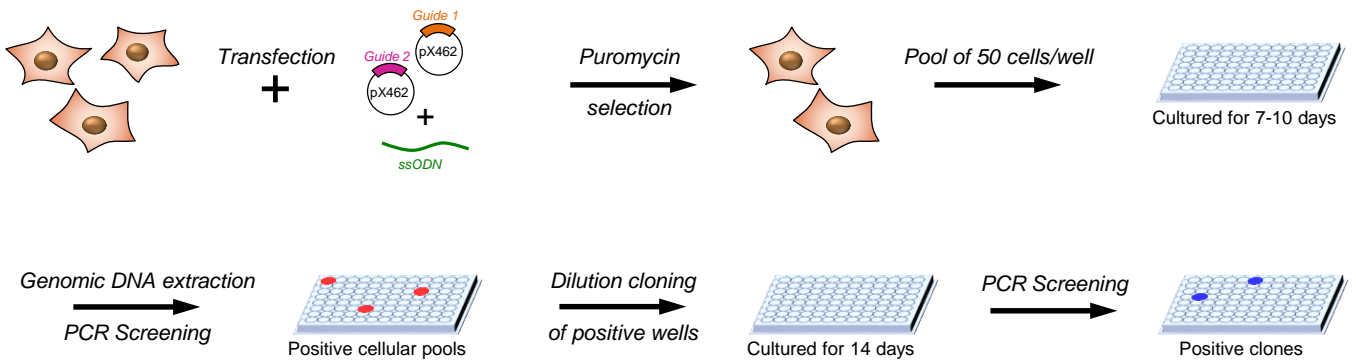 Transfection
+
Guide 1
pX462
Guide 2
pX462
+
ssODN
Puromycin
selection
Pool of 50 cells/well
Cultured for 7-10 days
Genomic DNA extraction
PCR Screening
Positive cellular pools
Dilution cloning
of positive wells
Cultured for 14 days
PCR Screening
Positive clones